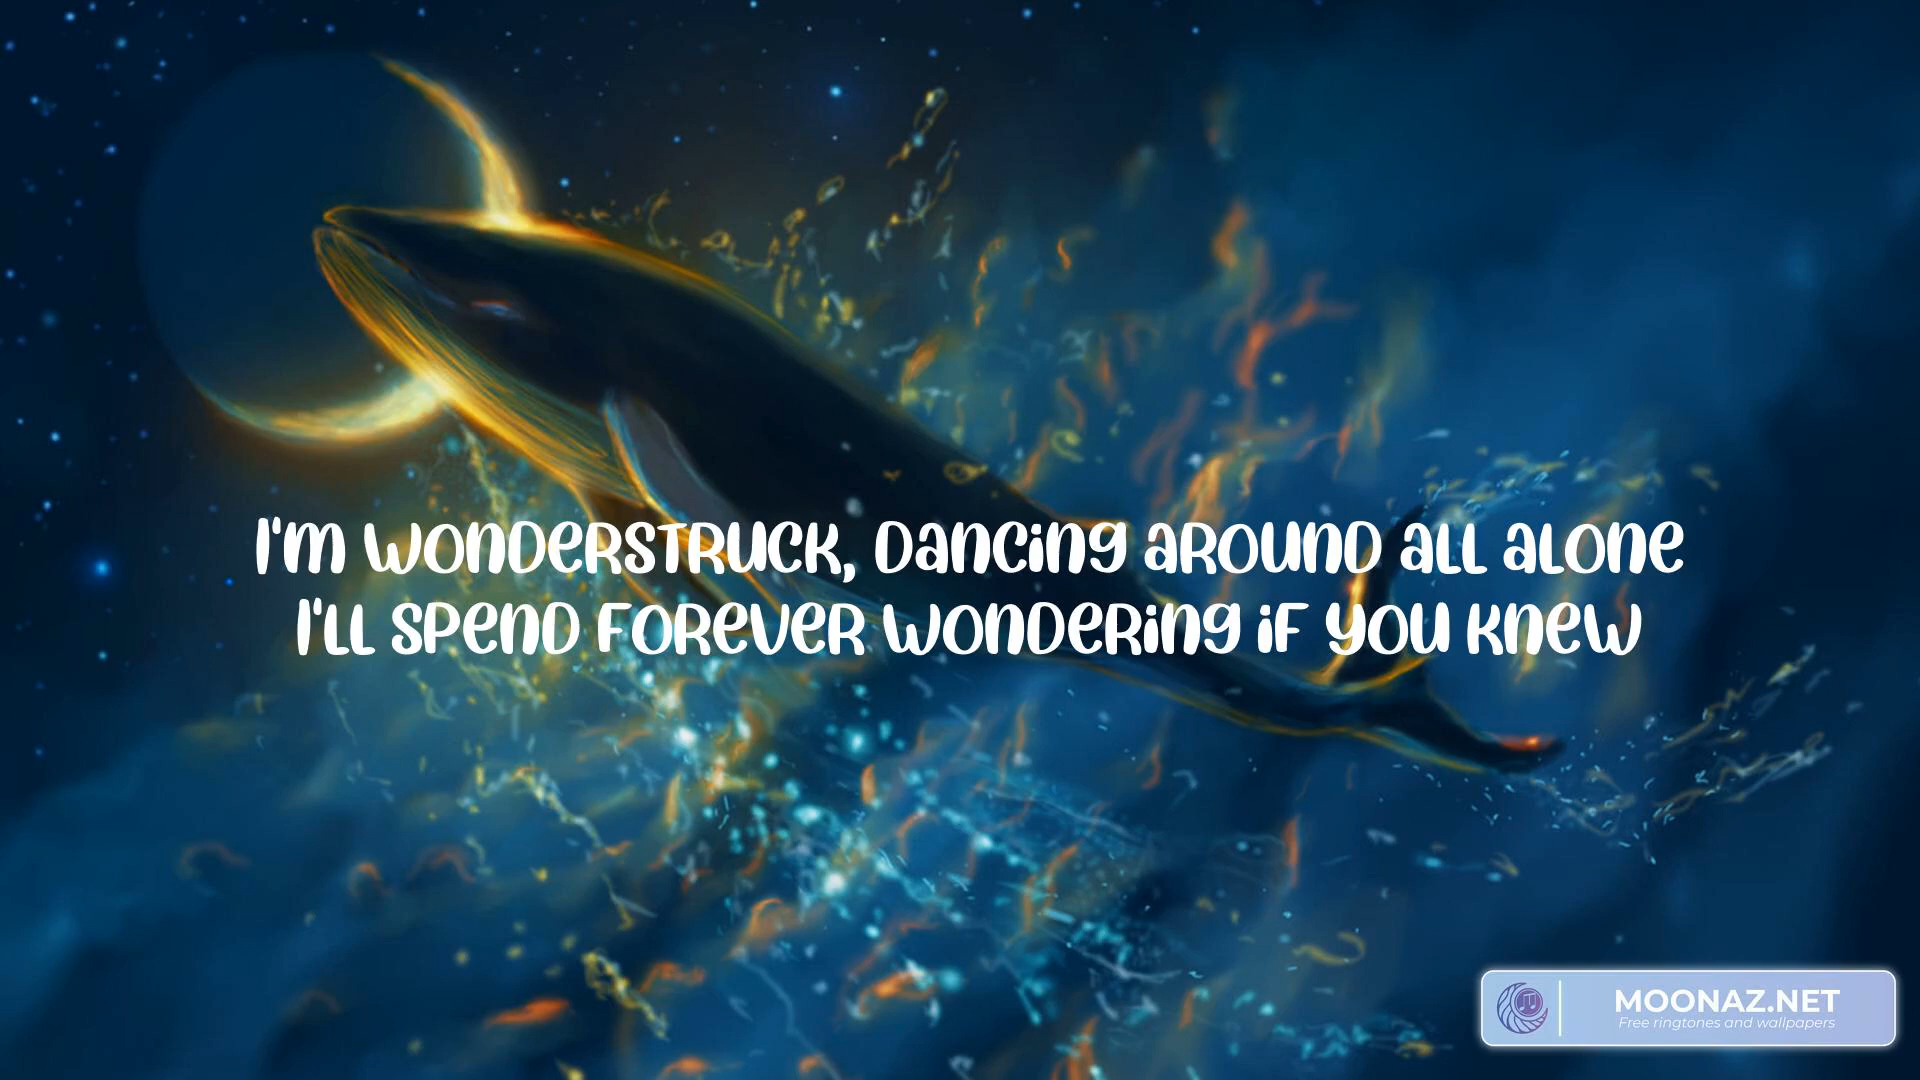 I'm wonderstruck, dancing around all alone
I'll spend forever wondering if you knew
MOONAZ.NET
Free ringtones and wallpapers